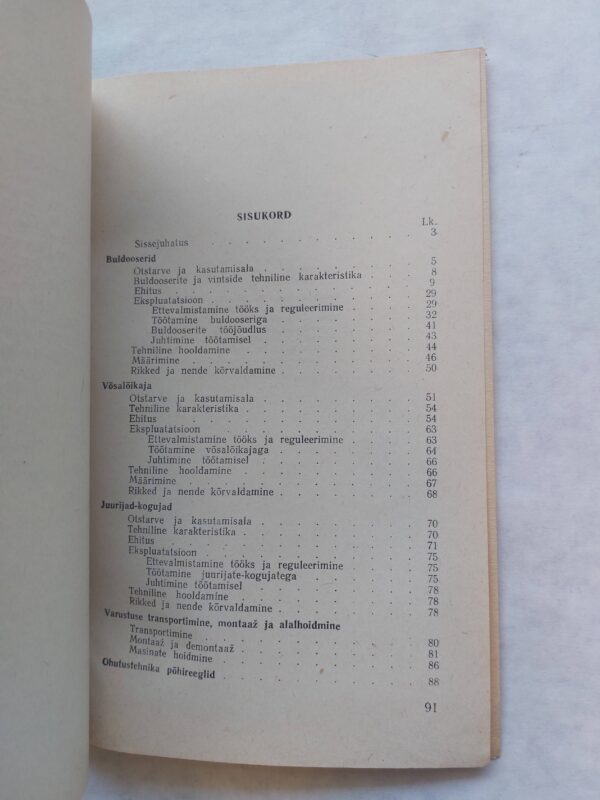 SISUKORD
Lk.
Sissejuhatus . . . . . . . . 3
Buldooserid
Otstarve ja kasutamisala . . . . . . 5
Buldooserite ja vintside tehniline karakteristika . . 8
Ehitus . . . . . . . . . 9
Ekspluatatsioon . . . . . . . . 29
Ettevalmistamine tööks ja reguleerimine . . . 29
Töötamine buldooseriga . . . . . . 32
Buldooserite tööjõudlus . . . . . . 41
Juhtimine töötamisel . . . . . . 43
Tehniline hooldamine . . . . . . . 44
Määrimine . . . . . . . . 46
Rikked ja nende kõrvaldamine . . . . . 50
Võsalõikaja
Otstarve ja kasutamisala . . . . . . 51
Tehniline karakteristika . . . . . . 54
Ehitus . . . . . . . . . 54
Ekspluatatsioon . . . . . . . . 63
Ettevalmistamine tööks ja reguleerimine . . . 63
Töötamine võsalõikajaga . . . . . . 64
Juhtimine töötamisel . . . . . . 66
Tehniline hooldamine . . . . . . . 66
Määrimine . . . . . . . . 67
Rikked ja nende kõrvaldamine . . . . . 68
Juurijad-kogujad
Otstarve ja kasutamisala . . . . . . 70
Tehniline karakteristika . . . . . . 70
Ehitus . . . . . . . . . 71
Ekspluatatsioon . . . . . . . . 75
Ettevalmistamine tööks ja reguleerimine . . . 75
Töötamine juurijate-kogujatega . . . . 75
Juhtimine töötamisel . . . . . . 78
Tehniline hooldamine . . . . . . . 78
Rikked ja nende kõrvaldamine . . . . . 78
Varustuse transportimine, montaaž ja alalhoidmine
Transportimine . . . . . . . . 80
Montaaž ja demontaaž . . . . . . 81
Masinate hoidmine . . . . . . . 86
Ohutustehnika põhireeglid . . . . . . 88
91